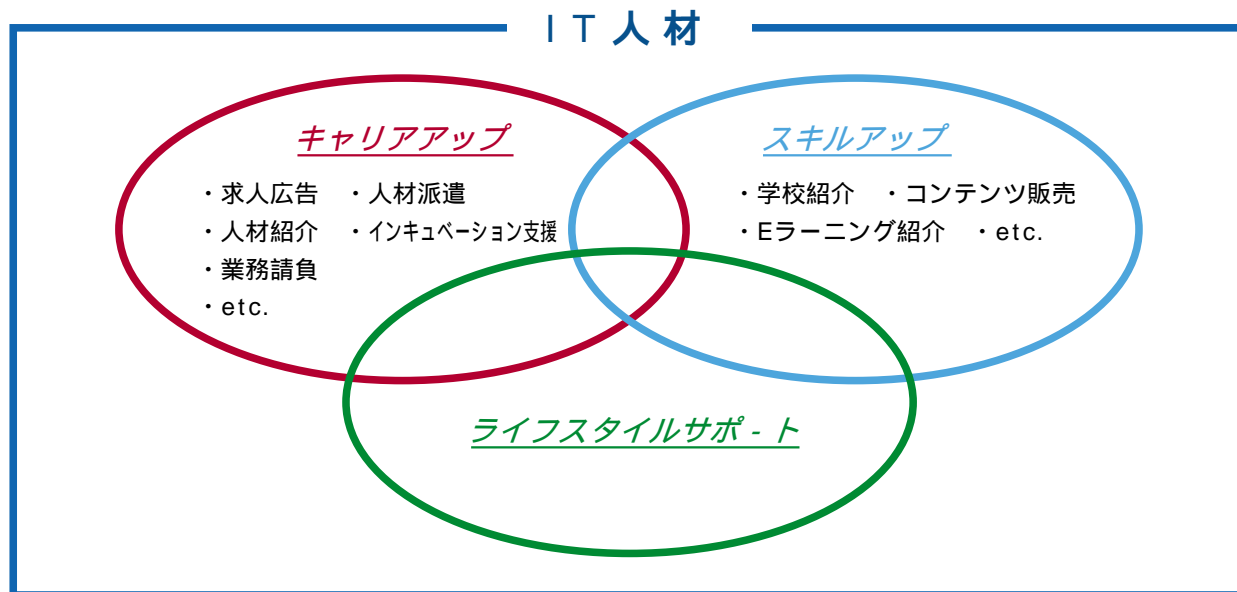 IT人材
キャリアアップ
・求人広告 ・人材派遣
・人材紹介 ・インキュベーション支援
・業務請負
・etc.
スキルアップ
・学校紹介 ・コンテンツ販売
・Eラーニング紹介 ・etc.
ライフスタイルサポ-ト